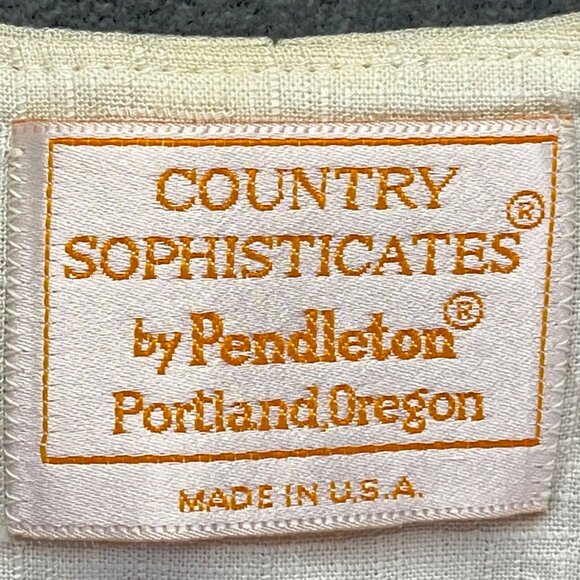 COUNTRY
SOPHISTICATES®
by Pendleton®
Portland, Oregon
MADE IN U.S.A.